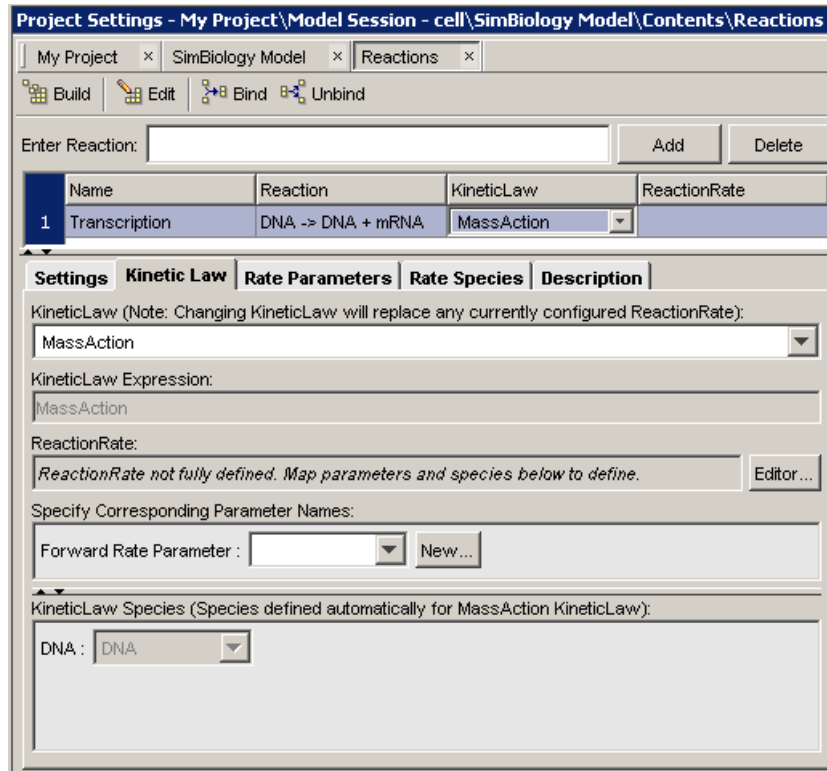 Project Settings - My Project\Model Session - cell\SimBiology Model\Contents\Reactions
My Project × SimBiology Model × Reactions ×
Build Edit Bind Unbind
Enter Reaction: Add Delete
Name Reaction KineticLaw ReactionRate
1 Transcription DNA -> DNA + mRNA MassAction
Settings Kinetic Law Rate Parameters Rate Species Description
KineticLaw (Note: Changing KineticLaw will replace any currently configured ReactionRate):
MassAction
KineticLaw Expression:
MassAction
ReactionRate:
ReactionRate not fully defined. Map parameters and species below to define. Editor...
Specify Corresponding Parameter Names:
Forward Rate Parameter : New...
KineticLaw Species (Species defined automatically for MassAction KineticLaw):
DNA : DNA